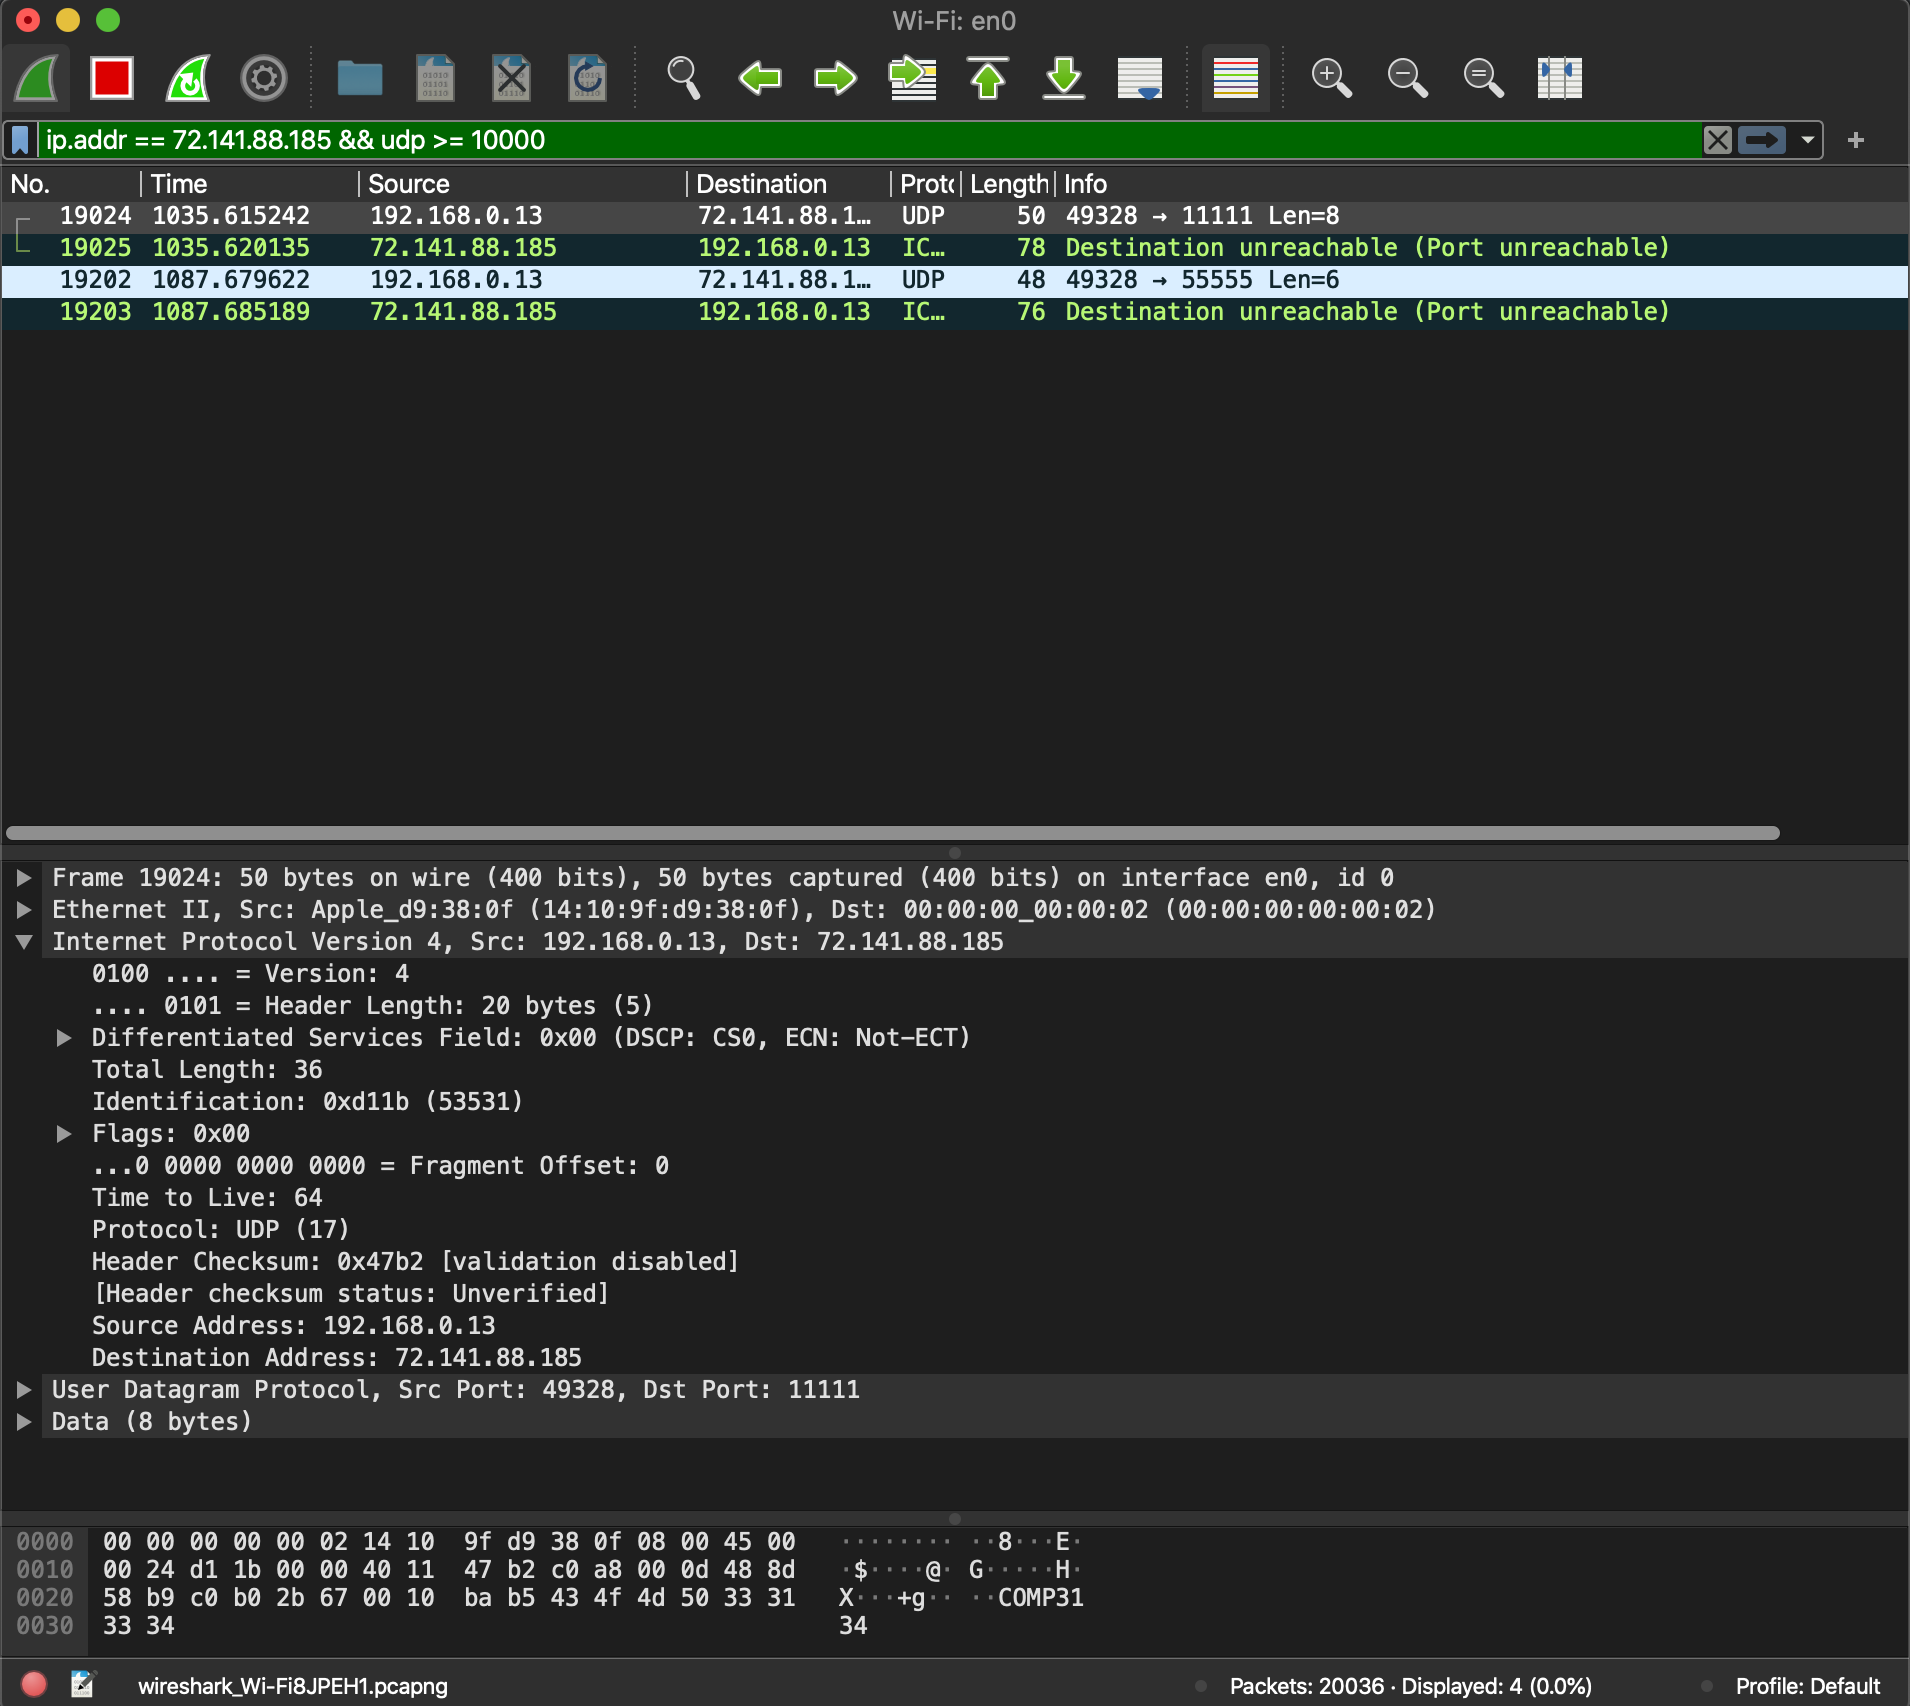 Wi-Fi: en0
ip.addr == 72.141.88.185 && udp >= 10000
No. Time Source Destination Protc Length Info
19024 1035.615242 192.168.0.13 72.141.88.1… UDP 50 49328 → 11111 Len=8
19025 1035.620135 72.141.88.185 192.168.0.13 IC… 78 Destination unreachable (Port unreachable)
19202 1087.679622 192.168.0.13 72.141.88.1… UDP 48 49328 → 55555 Len=6
19203 1087.685189 72.141.88.185 192.168.0.13 IC… 76 Destination unreachable (Port unreachable)
Frame 19024: 50 bytes on wire (400 bits), 50 bytes captured (400 bits) on interface en0, id 0
Ethernet II, Src: Apple_d9:38:0f (14:10:9f:d9:38:0f), Dst: 00:00:00_00:00:02 (00:00:00:00:00:02)
Internet Protocol Version 4, Src: 192.168.0.13, Dst: 72.141.88.185
0100 .... = Version: 4
.... 0101 = Header Length: 20 bytes (5)
Differentiated Services Field: 0x00 (DSCP: CS0, ECN: Not-ECT)
Total Length: 36
Identification: 0xd11b (53531)
Flags: 0x00
...0 0000 0000 0000 = Fragment Offset: 0
Time to Live: 64
Protocol: UDP (17)
Header Checksum: 0x47b2 [validation disabled]
[Header checksum status: Unverified]
Source Address: 192.168.0.13
Destination Address: 72.141.88.185
User Datagram Protocol, Src Port: 49328, Dst Port: 11111
Data (8 bytes)
0000 00 00 00 00 00 02 14 10 9f d9 38 0f 08 00 45 00 ········ ··8···E·
0010 00 24 d1 1b 00 00 40 11 47 b2 c0 a8 00 0d 48 8d ·$····@· G·····H·
0020 58 b9 c0 b0 2b 67 00 10 ba b5 43 4f 4d 50 33 31 X···+g·· ··COMP31
0030 33 34 34
wireshark_Wi-Fi8JPEH1.pcapng Packets: 20036 · Displayed: 4 (0.0%) Profile: Default